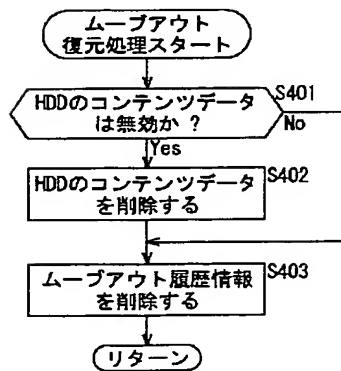 ムーブアウト
復元処理スタート
HDDのコンテンツデータ
は無効か ?
S401
No
Yes
HDDのコンテンツデータ
を削除する
S402
ムーブアウト履歴情報
を削除する
S403
リターン